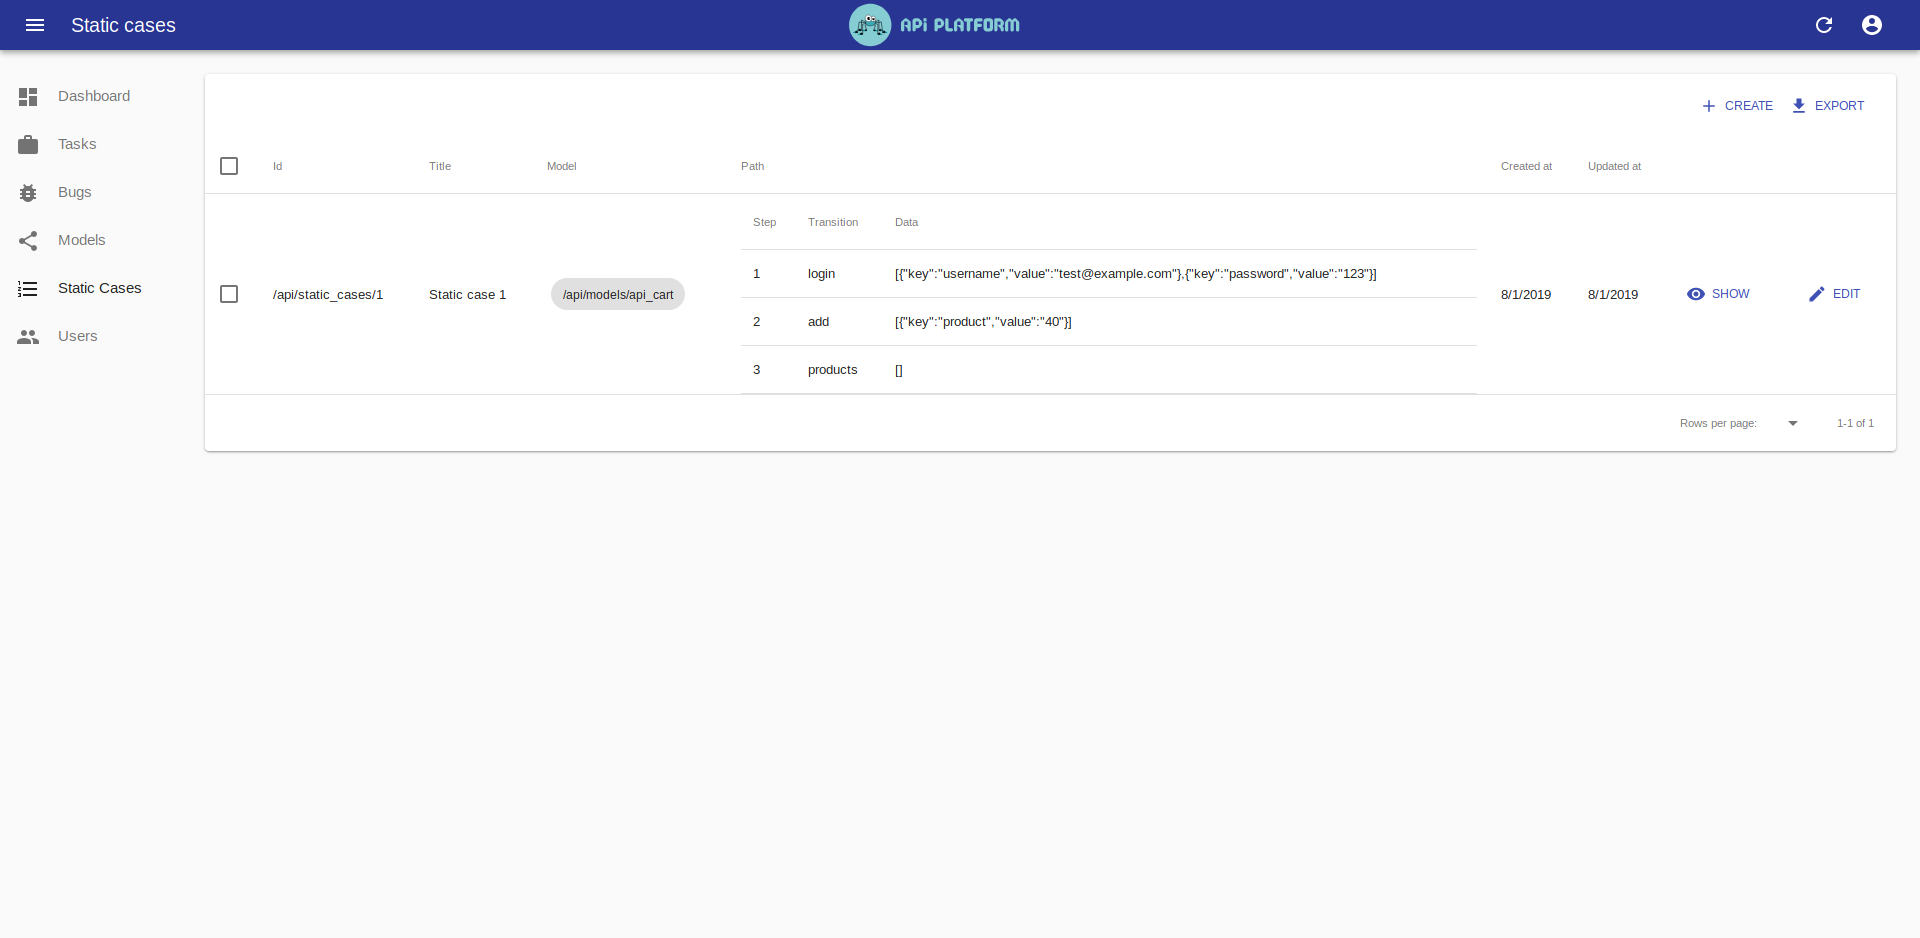 Static cases
APi PLATFORM
Dashboard
Tasks
Bugs
Models
Static Cases
Users
CREATE EXPORT
Id Title Model Path Created at Updated at
Step Transition Data
1 login [{"key":"username","value":"test@example.com"},{"key":"password","value":"123"}]
/api/static_cases/1 Static case 1 /api/models/api_cart 8/1/2019 8/1/2019 SHOW EDIT
2 add [{"key":"product","value":"40"}]
3 products []
Rows per page: 1-1 of 1